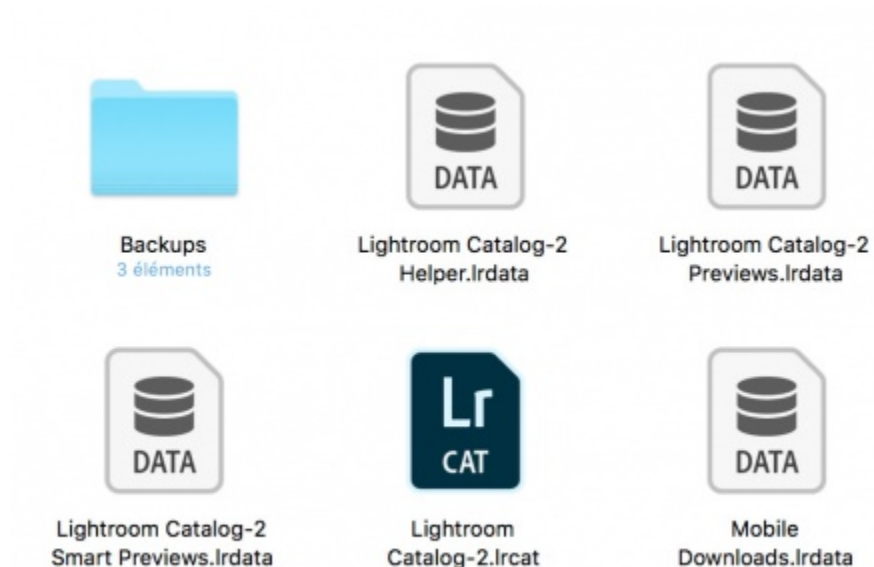 DATA
DATA
Backups
3 éléments
Lightroom Catalog-2
Helper.lrdata
Lightroom Catalog-2
Previews.lrdata
DATA
Lr
CAT
DATA
Lightroom Catalog-2
Smart Previews.lrdata
Lightroom
Catalog-2.lrcat
Mobile
Downloads.lrdata